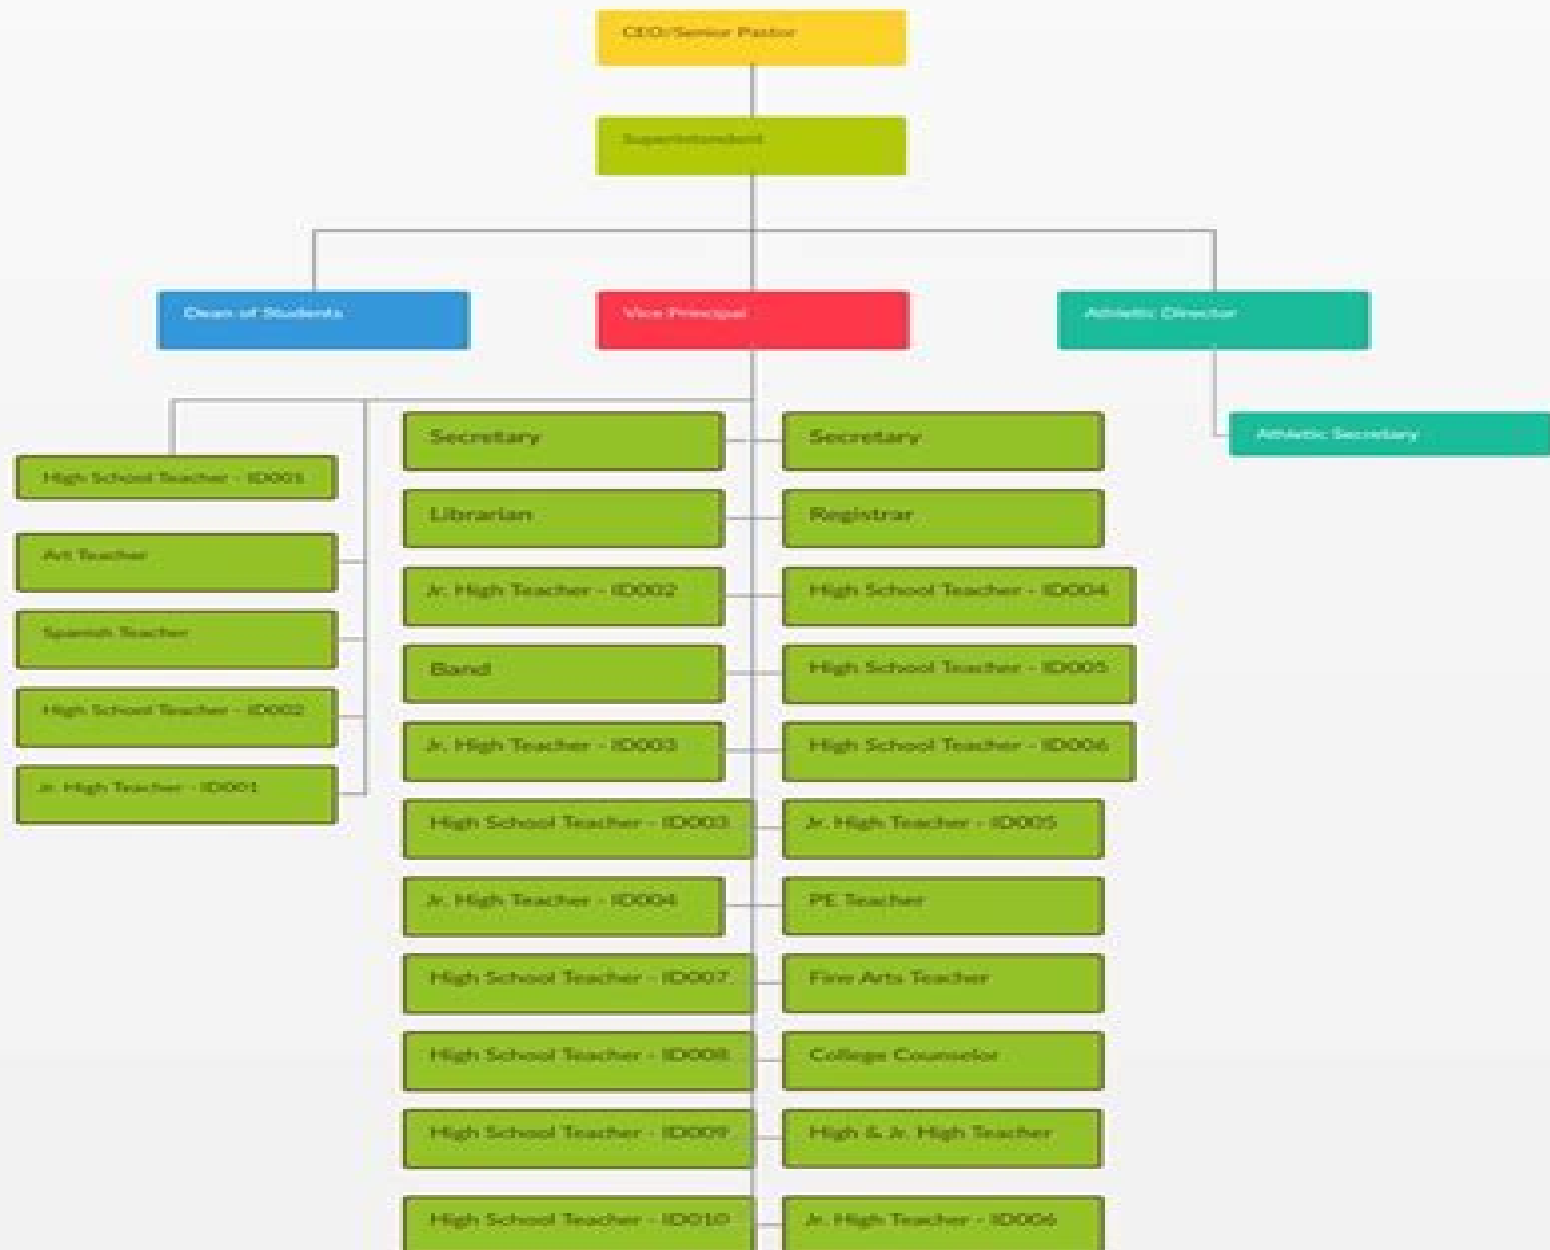 CEO/Senior Pastor
Superintendent
Dean of Students
Vice Principal
Athletic Director
Athletic Secretary
High School Teacher - ID001
Art Teacher
Spanish Teacher
High School Teacher - ID002
Jr. High Teacher - ID001
Secretary
Secretary
Librarian
Registrar
Jr. High Teacher - ID002
High School Teacher - ID004
Band
High School Teacher - ID005
Jr. High Teacher - ID003
High School Teacher - ID006
High School Teacher - ID003
Jr. High Teacher - ID005
Jr. High Teacher - ID004
PE Teacher
High School Teacher - ID007.
Fine Arts Teacher
High School Teacher - ID008
College Counselor
High School Teacher - ID009
High & Jr. High Teacher
High School Teacher - ID010
Jr. High Teacher - ID006